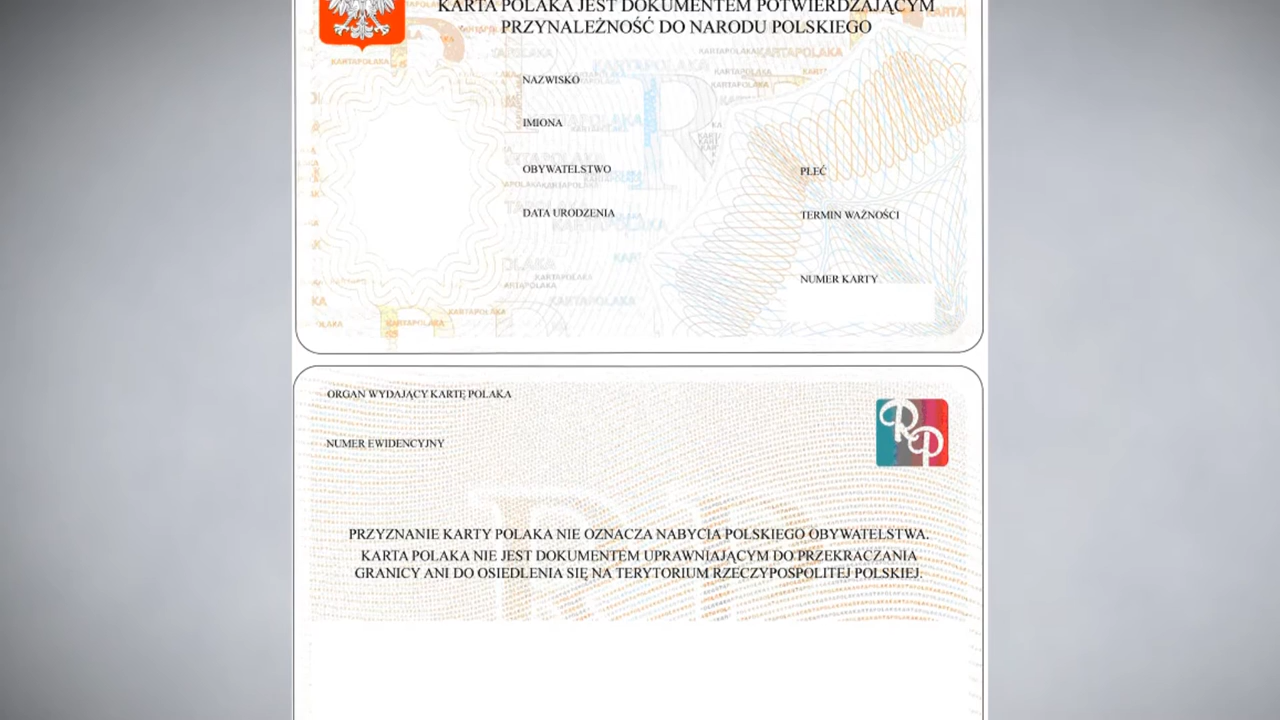 KARTA POLAKA JEST DOKUMENTEM POTWIERDZAJĄCYM
PRZYNALEŻNOŚĆ DO NARODU POLSKIEGO
NAZWISKO
IMIONA
OBYWATELSTWO
PŁEĆ
DATA URODZENIA
TERMIN WAŻNOŚCI
NUMER KARTY
ORGAN WYDAJĄCY KARTĘ POLAKA
RP
NUMER EWIDENCYJNY
PRZYZNANIE KARTY POLAKA NIE OZNACZA NABYCIA POLSKIEGO OBYWATELSTWA.
KARTA POLAKA NIE JEST DOKUMENTEM UPRAWNIAJĄCYM DO PRZEKRACZANIA
GRANICY ANI DO OSIEDLENIA SIĘ NA TERYTORIUM RZECZYPOSPOLITEJ POLSKIEJ.